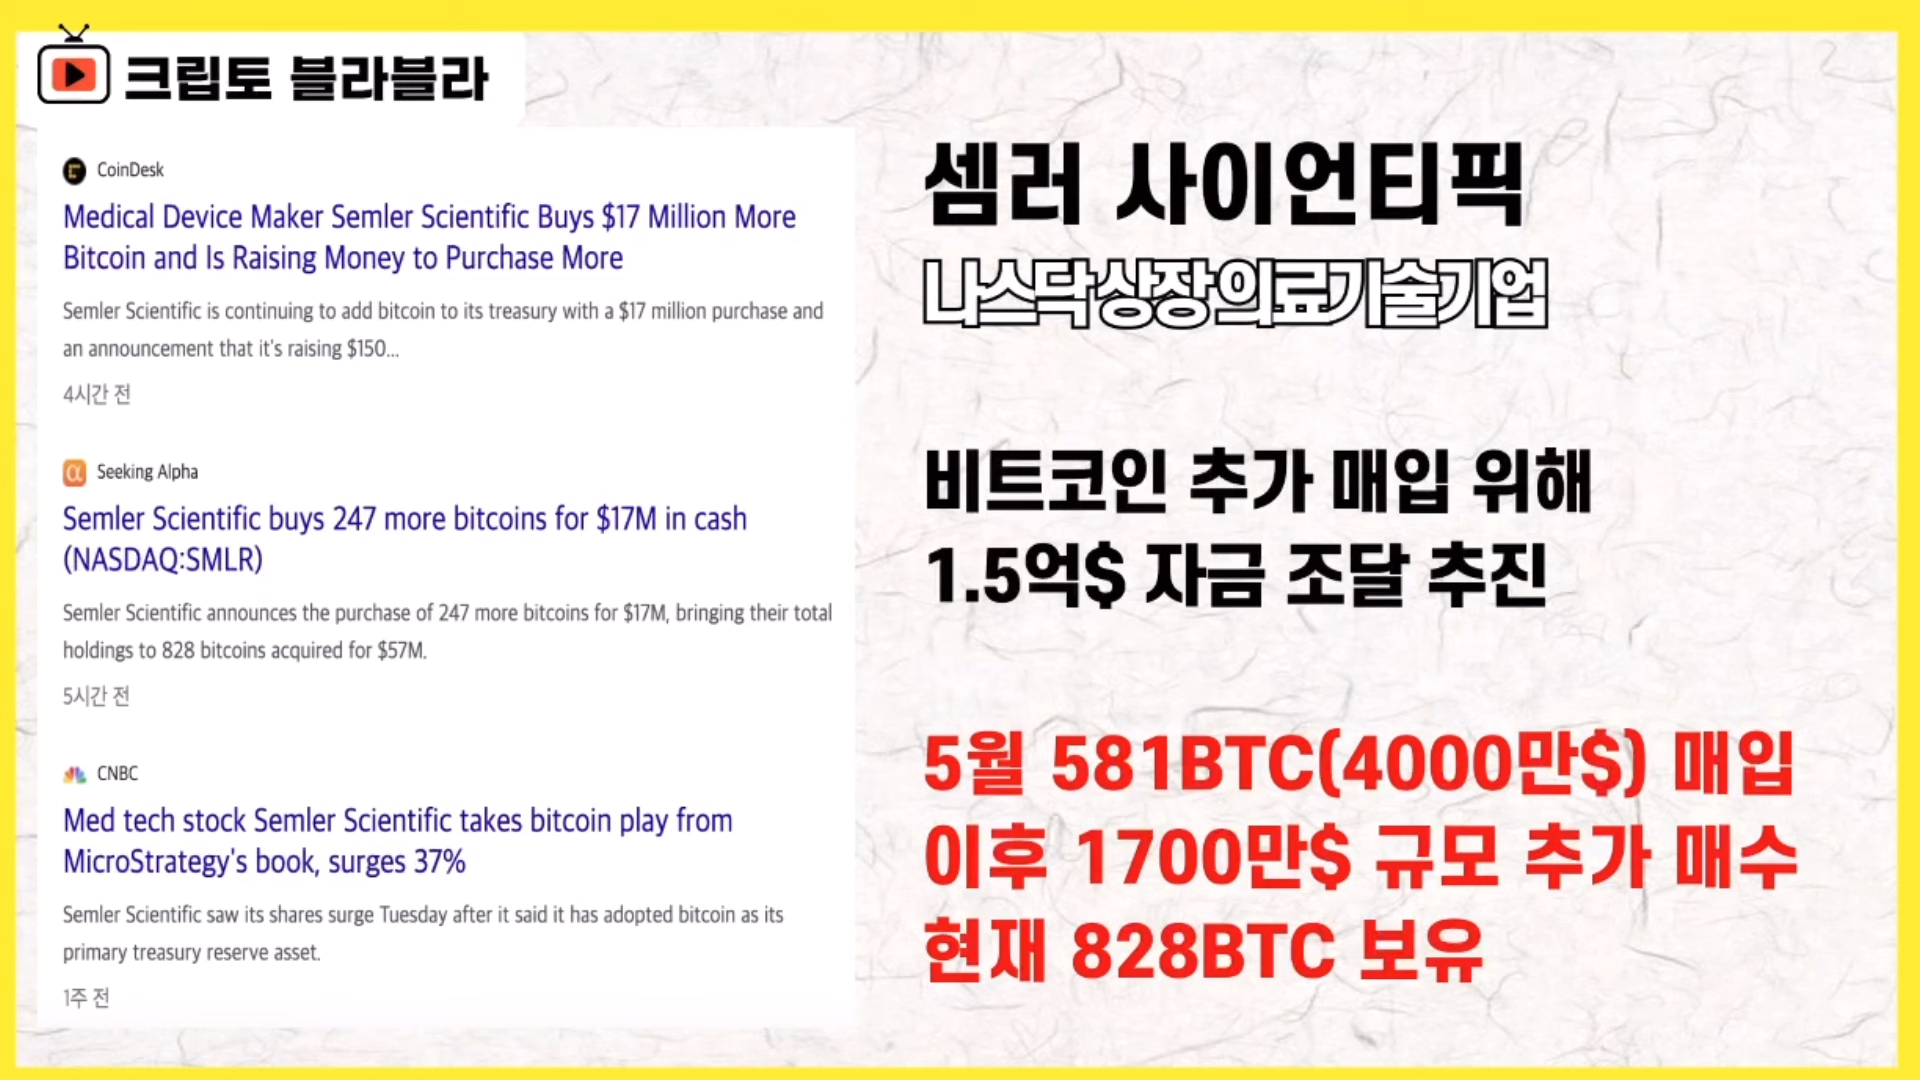 크립토 블라블라
CoinDesk
Medical Device Maker Semler Scientific Buys $17 Million More
Bitcoin and Is Raising Money to Purchase More
Semler Scientific is continuing to add bitcoin to its treasury with a $17 million purchase and
an announcement that it's raising $150...
4시간 전
Seeking Alpha
Semler Scientific buys 247 more bitcoins for $17M in cash
(NASDAQ:SMLR)
Semler Scientific announces the purchase of 247 more bitcoins for $17M, bringing their total
holdings to 828 bitcoins acquired for $57M.
5시간 전
CNBC
Med tech stock Semler Scientific takes bitcoin play from
MicroStrategy's book, surges 37%
Semler Scientific saw its shares surge Tuesday after it said it has adopted bitcoin as its
primary treasury reserve asset.
1주 전
셈러 사이언티픽
나스닥 상장 의료기술기업
비트코인 추가 매입 위해
1.5억$ 자금 조달 추진
5월 581BTC(4000만$) 매입
이후 1700만$ 규모 추가 매수
현재 828BTC 보유